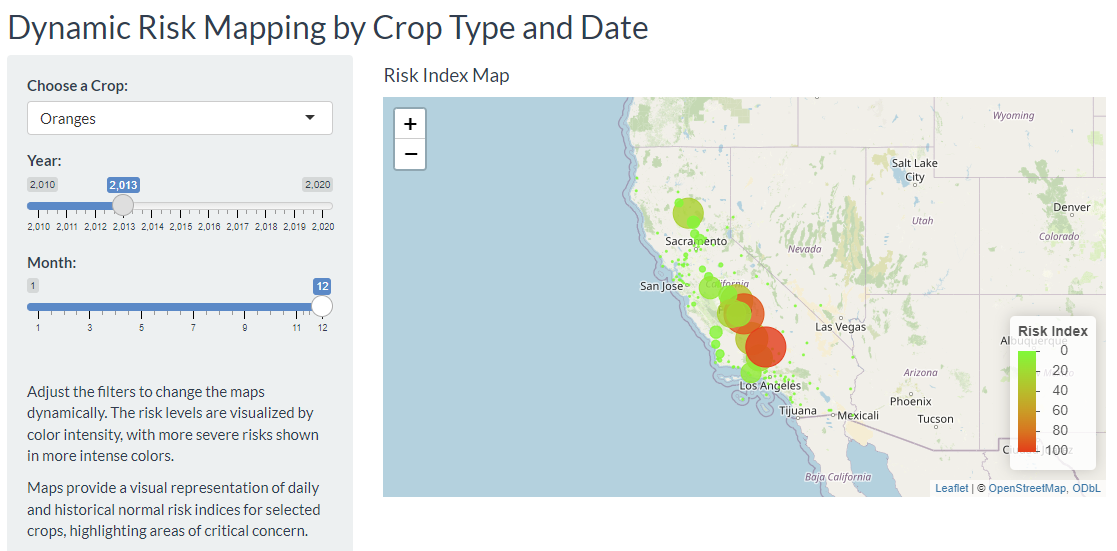 Dynamic Risk Mapping by Crop Type and Date
Choose a Crop:
Oranges
Year:
2,010 2,013 2,020
2,010 2,011 2,012 2,013 2,014 2,015 2,016 2,017 2,018 2,019 2,020
Month:
1 12
1 3 5 7 9 11 12
Adjust the filters to change the maps
dynamically. The risk levels are visualized by
color intensity, with more severe risks shown
in more intense colors.
Maps provide a visual representation of daily
and historical normal risk indices for selected
crops, highlighting areas of critical concern.
Risk Index Map
+
−
Wyoming
Salt Lake
City
Denver
Utah
Colorado
Sacramento
Nevada
California
San Jose
Las Vegas
Albuquerque
Los Angeles
Arizona
Phoenix
Tijuana
Mexicali
Tucson
Baja California
Risk Index
0
20
40
60
80
100
Leaflet | © OpenStreetMap, ODbL